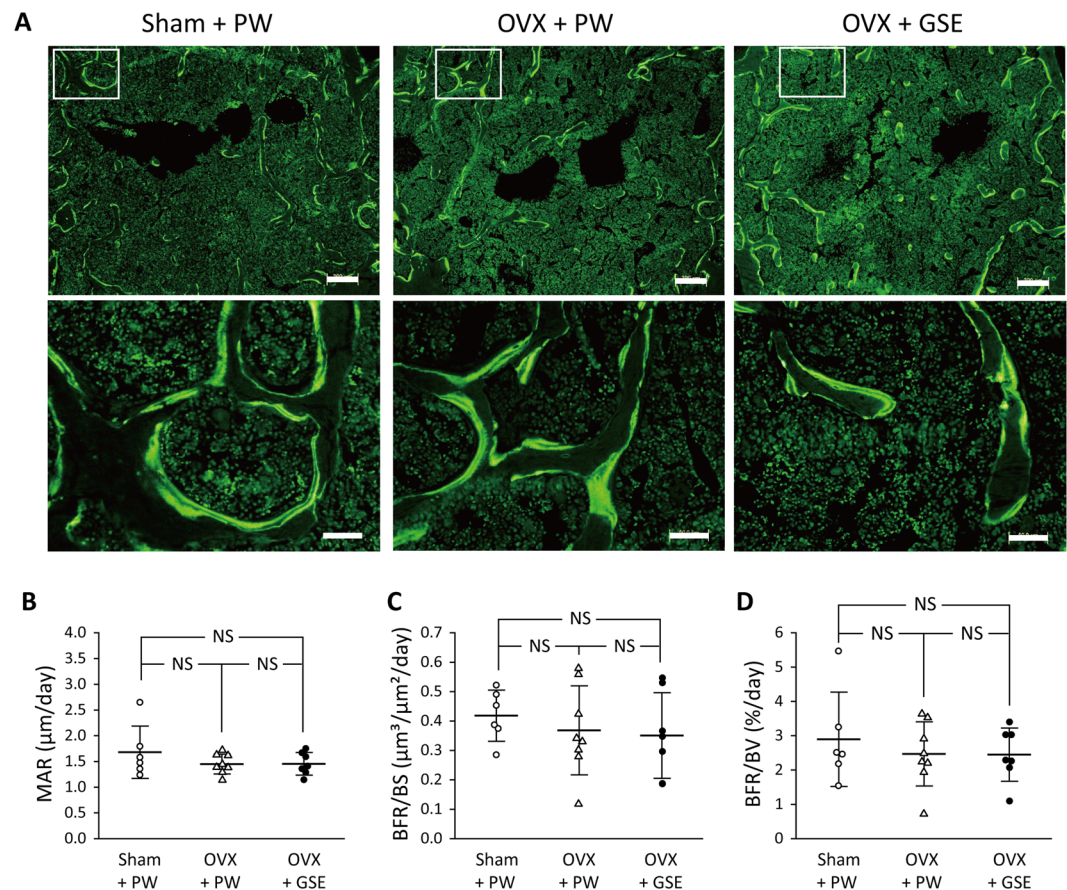 A
Sham + PW
OVX + PW
OVX + GSE
B
MAR (μm/day)
4.0
3.5
3.0
2.5
2.0
1.5
1.0
0.5
0.0
NS
NS
NS
Sham
+ PW
OVX
+ PW
OVX
+ GSE
C
BFR/BS (μm³/μm²/day)
0.7
0.6
0.5
0.4
0.3
0.2
0.1
0.0
NS
NS
NS
Sham
+ PW
OVX
+ PW
OVX
+ GSE
D
BFR/BV (%/day)
6
5
4
3
2
1
0
NS
NS
NS
Sham
+ PW
OVX
+ PW
OVX
+ GSE